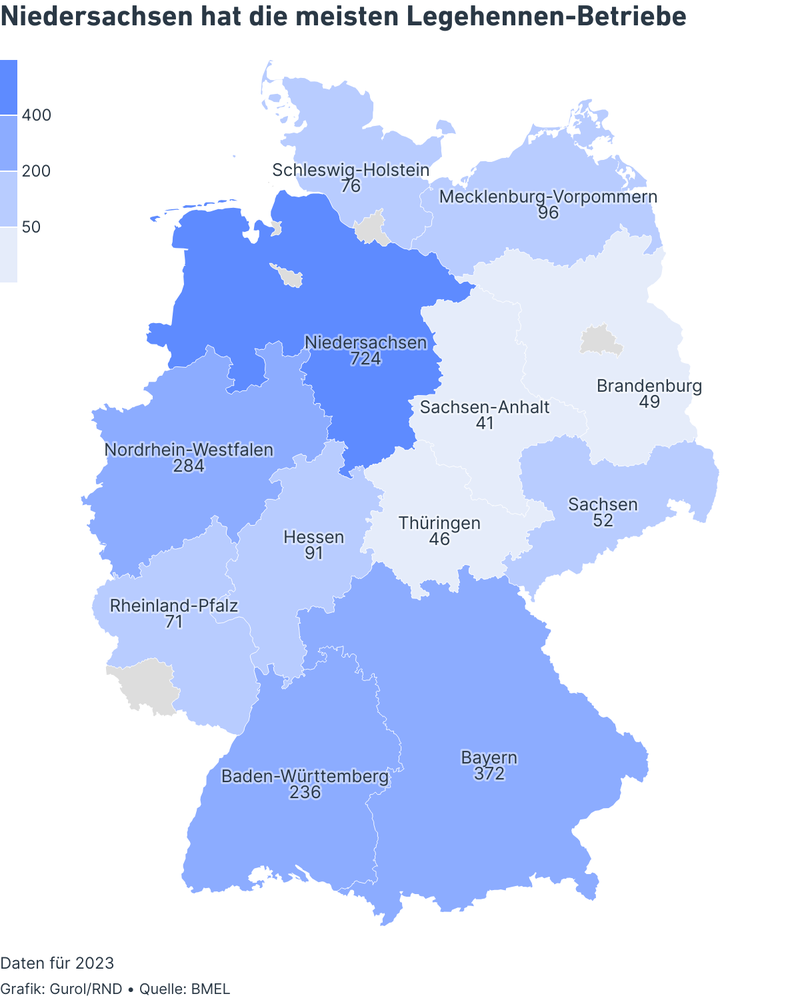 Niedersachsen hat die meisten Legehennen-Betriebe
400
200
50
Schleswig-Holstein
76
Mecklenburg-Vorpommern
96
Niedersachsen
724
Brandenburg
49
Sachsen-Anhalt
41
Nordrhein-Westfalen
284
Sachsen
52
Thüringen
46
Hessen
91
Rheinland-Pfalz
71
Bayern
372
Baden-Württemberg
236
Daten für 2023
Grafik: Gurol/RND • Quelle: BMEL